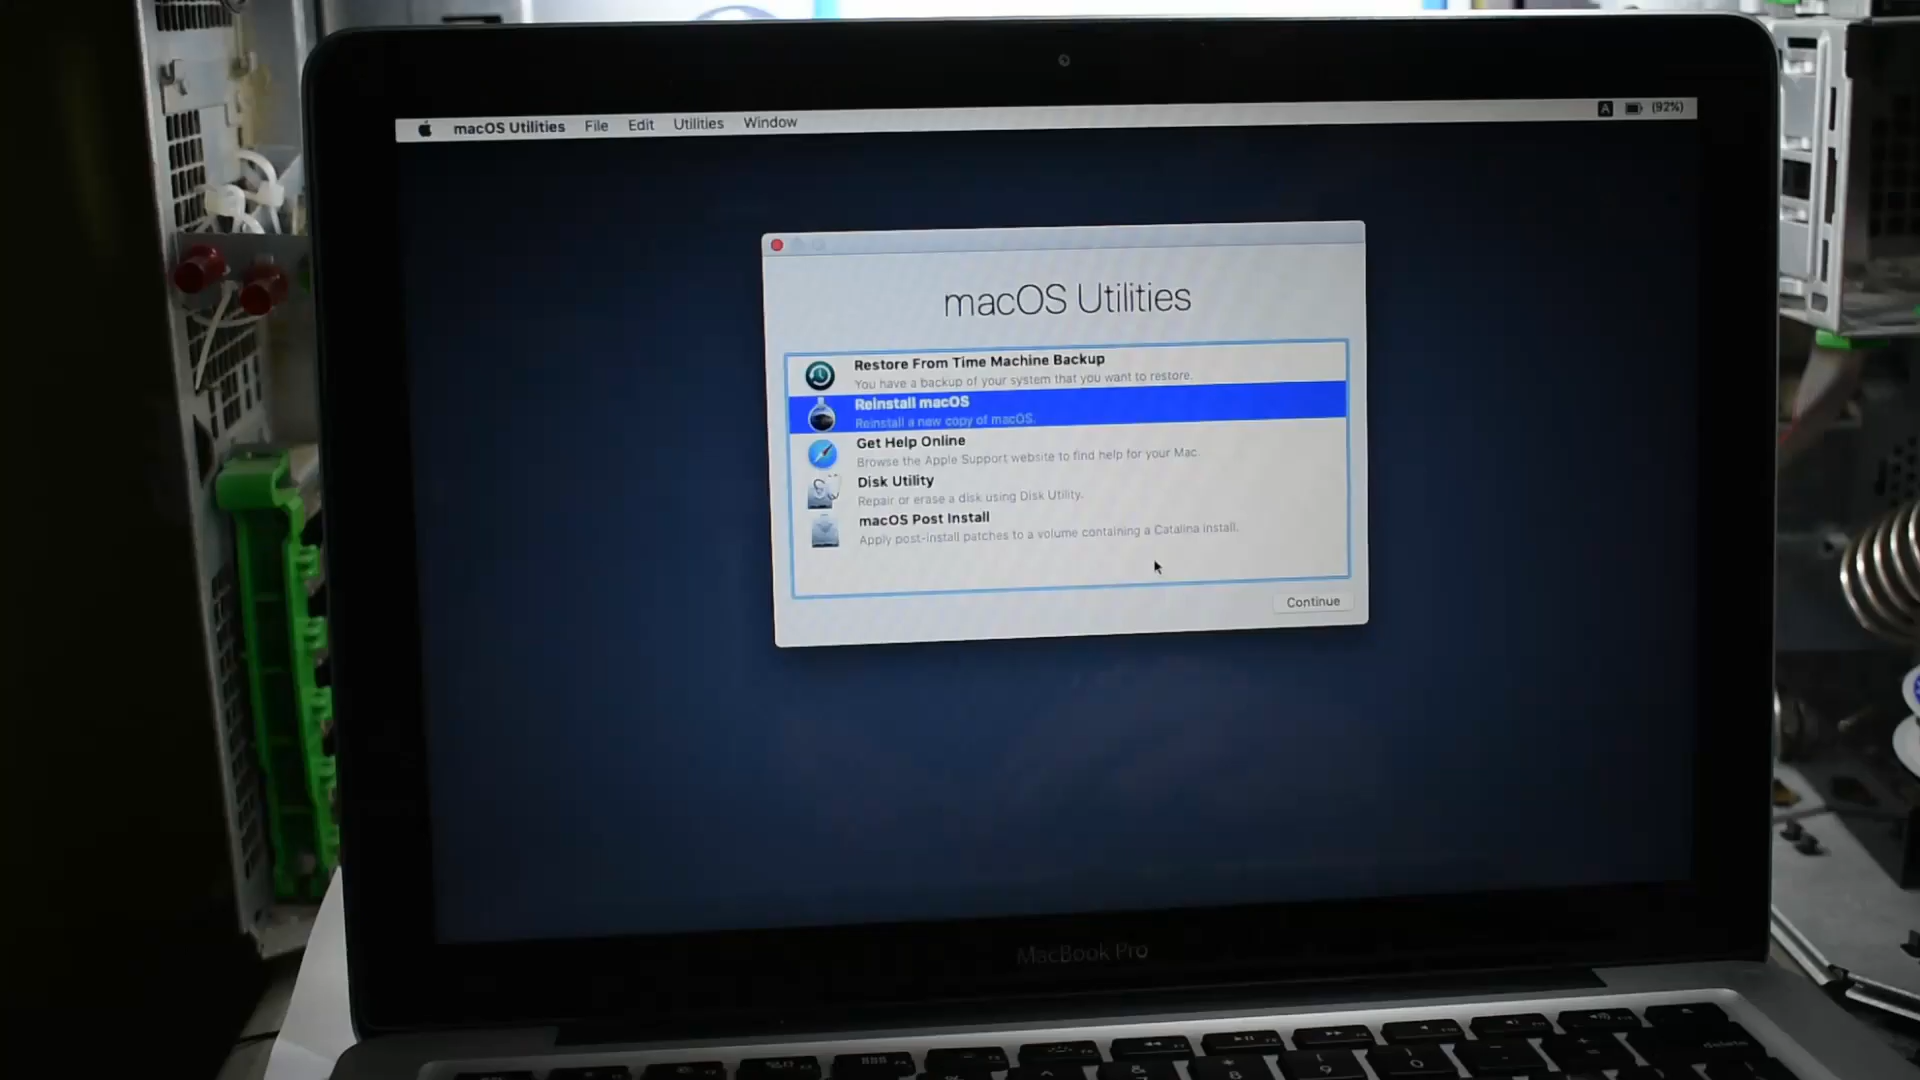 macOS Utilities File Edit Utilities Window A (92%)
macOS Utilities
Restore From Time Machine Backup
You have a backup of your system that you want to restore.
Reinstall macOS
Reinstall a new copy of macOS.
Get Help Online
Browse the Apple Support website to find help for your Mac.
Disk Utility
Repair or erase a disk using Disk Utility.
macOS Post Install
Apply post-install patches to a volume containing a Catalina install.
Continue
MacBook Pro
delete